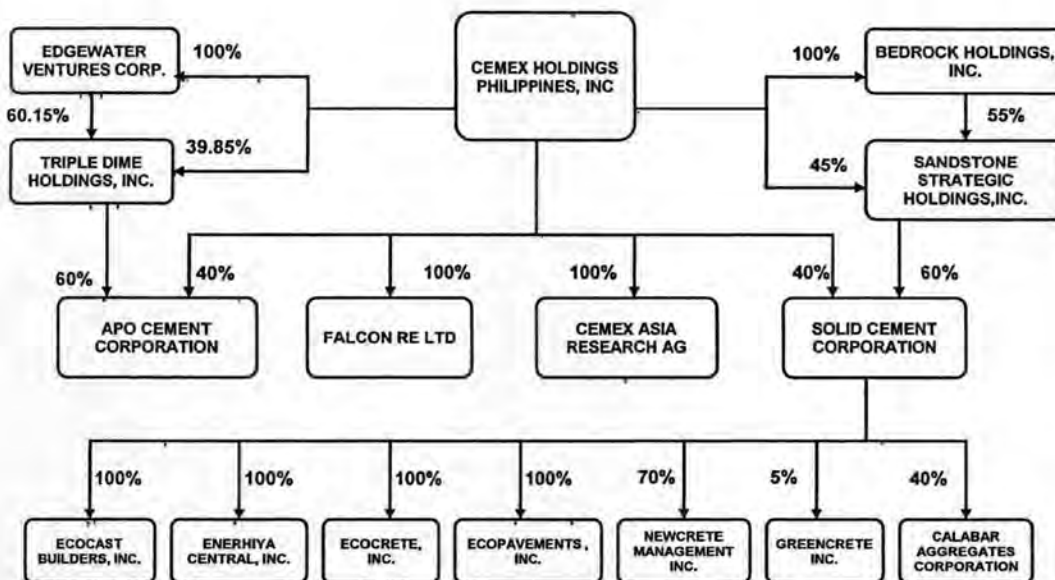 EDGEWATER
VENTURES CORP.
100%
CEMEX HOLDINGS
PHILIPPINES, INC
100%
BEDROCK HOLDINGS,
INC.
60.15%
55%
39.85%
TRIPLE DIME
HOLDINGS, INC.
45%
SANDSTONE
STRATEGIC
HOLDINGS,INC.
60%
40%
100%
100%
40%
60%
APO CEMENT
CORPORATION
FALCON RE LTD
CEMEX ASIA
RESEARCH AG
SOLID CEMENT
CORPORATION
100%
100%
100%
100%
70%
5%
40%
ECOCAST
BUILDERS, INC.
ENERHIYA
CENTRAL, INC.
ECOCRETE,
INC.
ECOPAVEMENTS ,
INC.
NEWCRETE
MANAGEMENT
INC.
GREENCRETE
INC.
CALABAR
AGGREGATES
CORPORATION